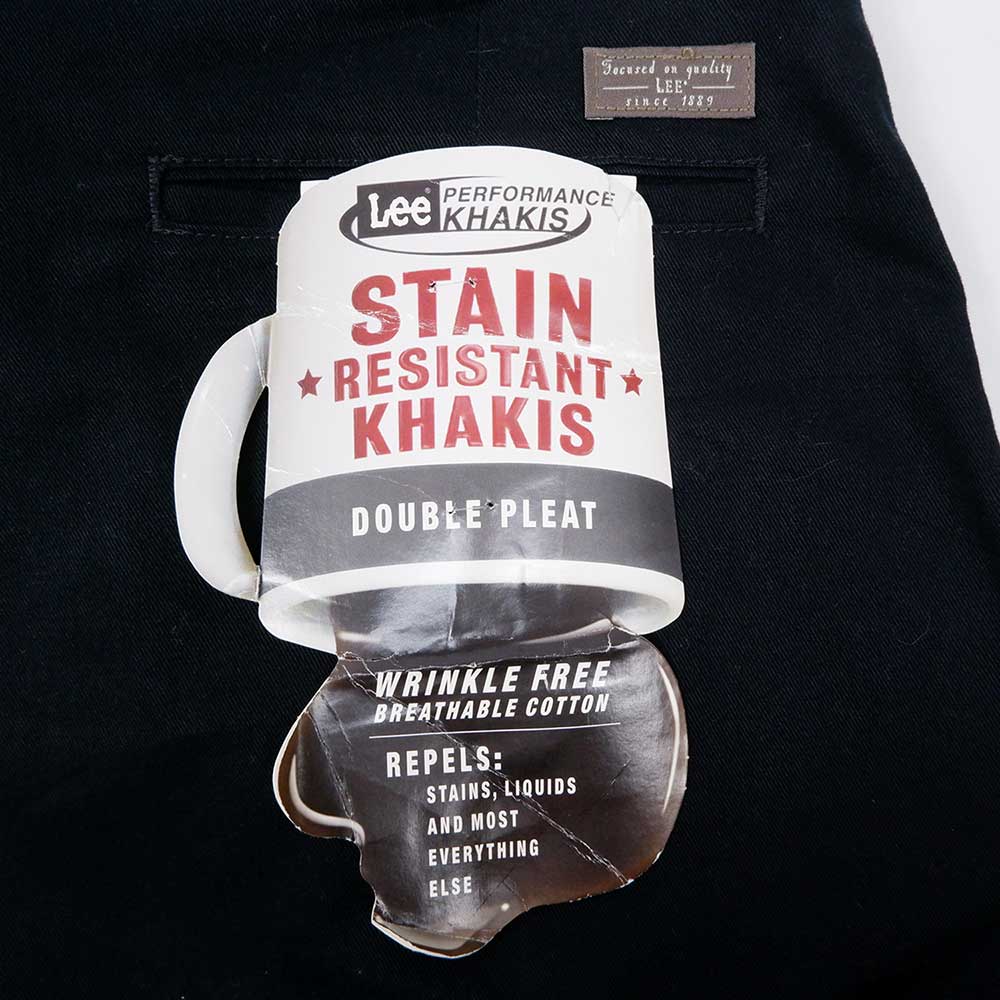 Focused on quality
LEE®
since 1889
Lee® PERFORMANCE
KHAKIS
STAIN
RESISTANT
KHAKIS
DOUBLE PLEAT
WRINKLE FREE
BREATHABLE COTTON
REPELS:
STAINS, LIQUIDS
AND MOST
EVERYTHING
ELSE